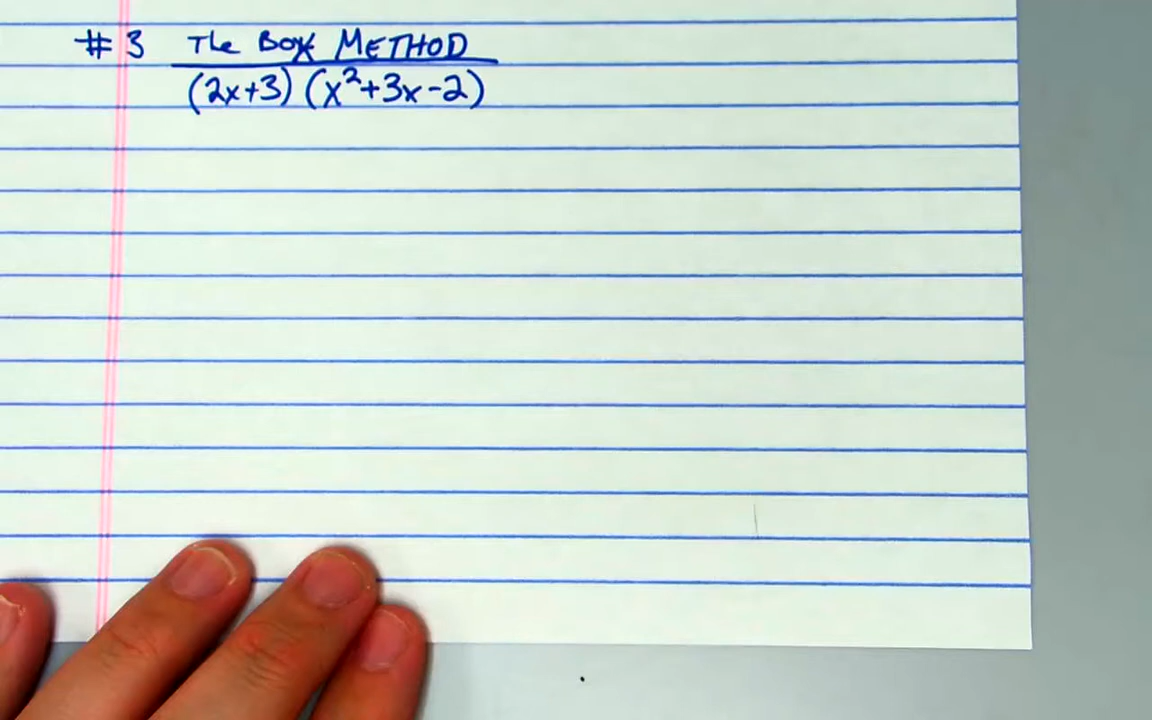 # 3 The Box METHOD
(2x+3) (x²+3x-2)